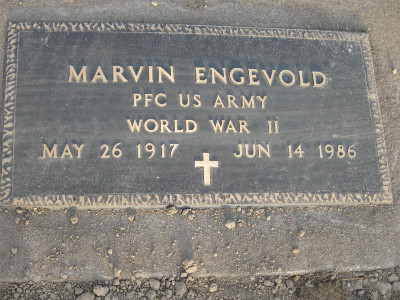 MARVIN ENGEVOLD
PFC US ARMY
WORLD WAR II
MAY 26 1917 JUN 14 1986